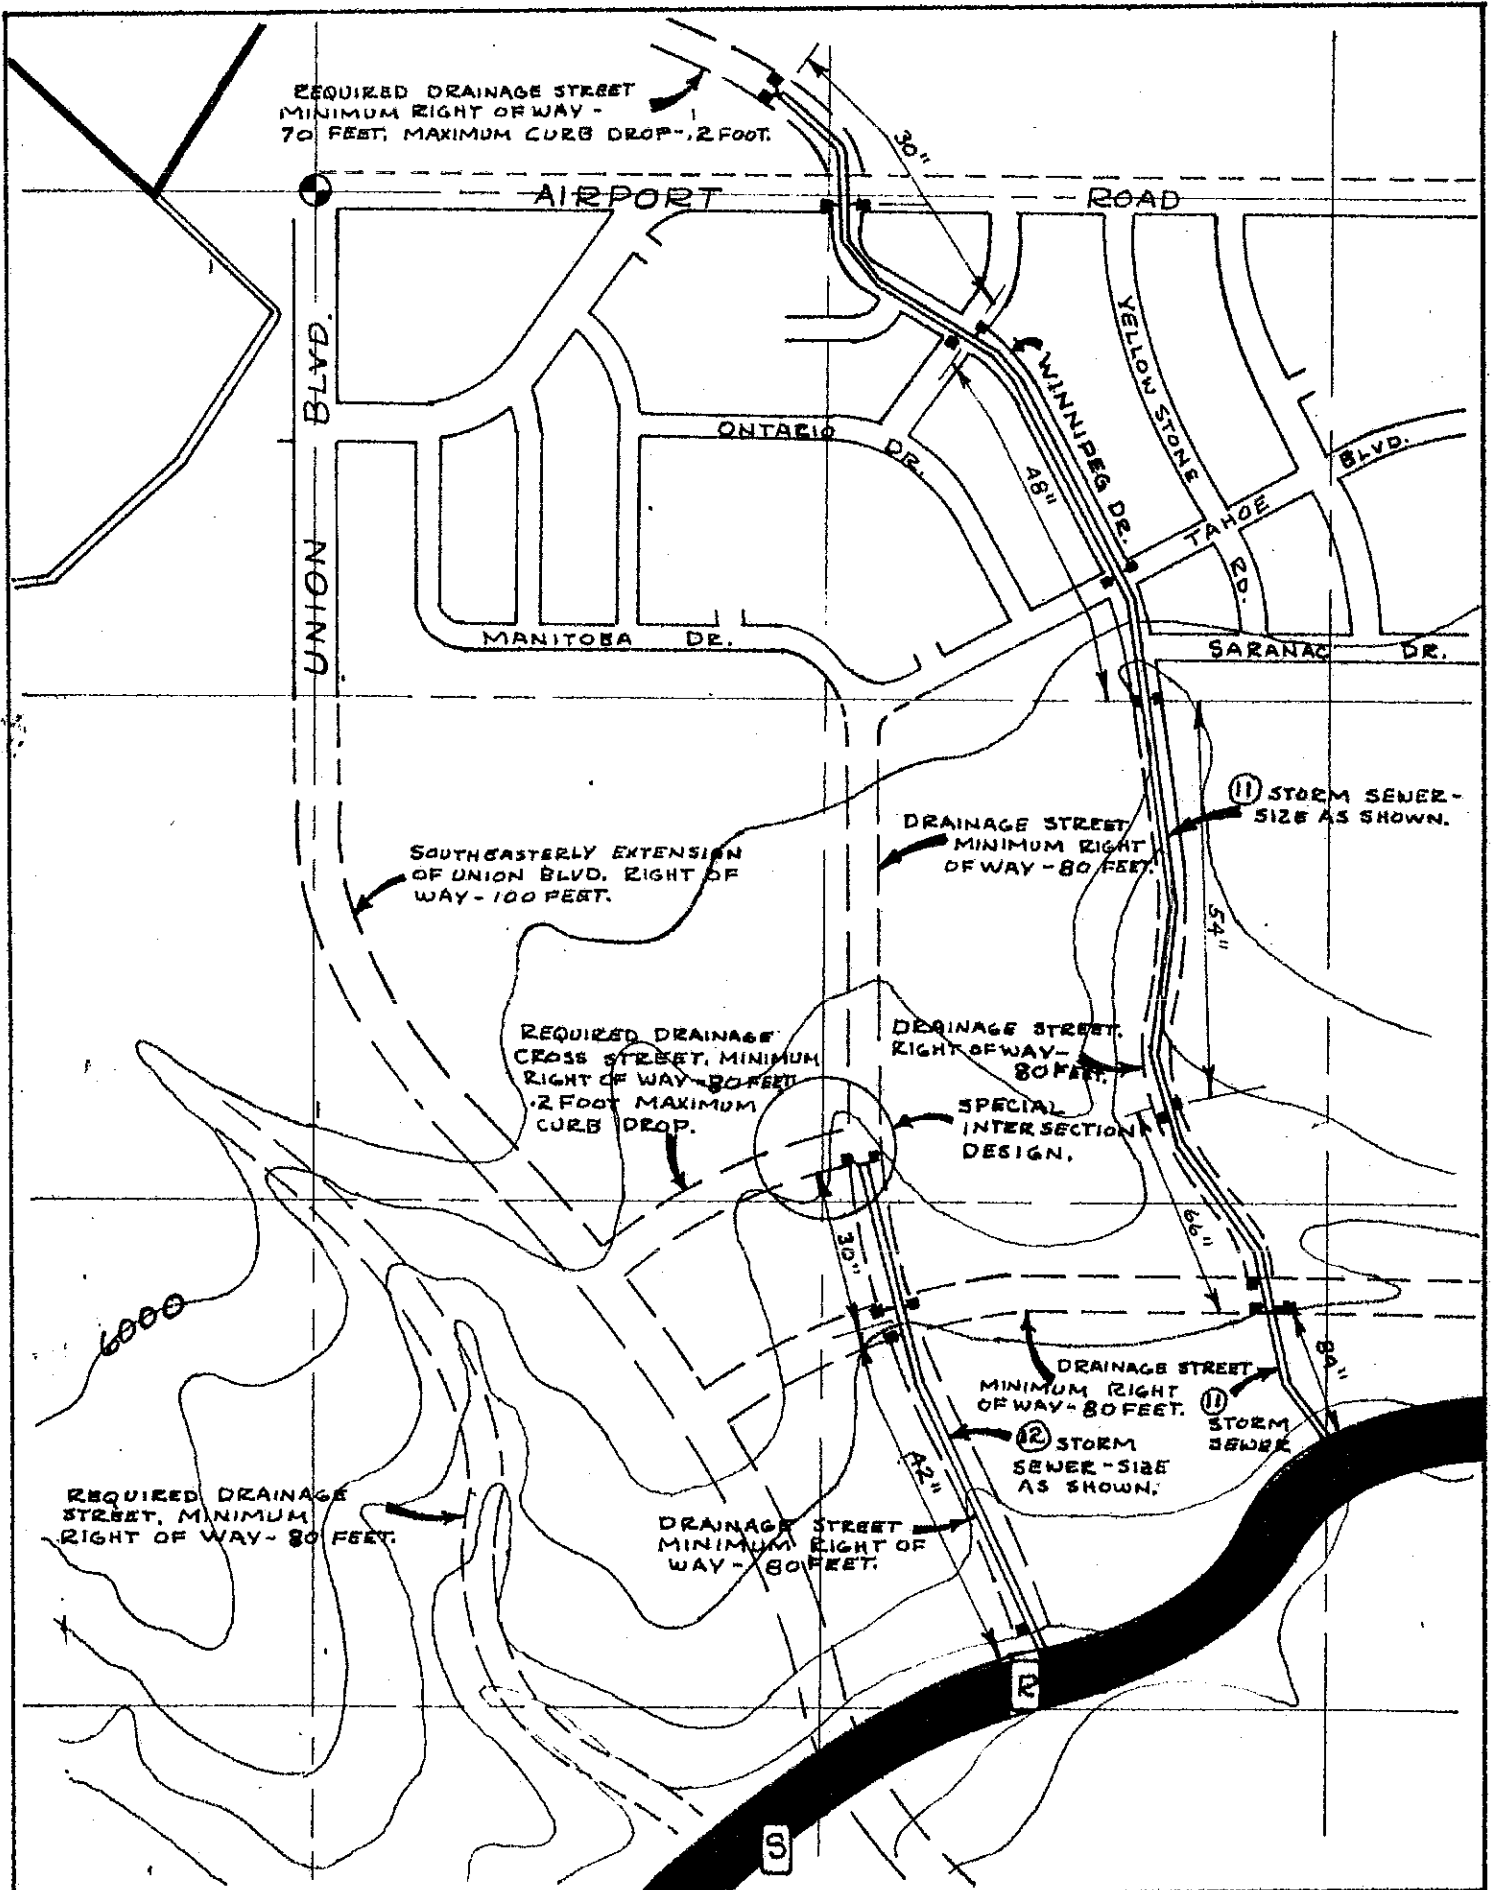 REQUIRED DRAINAGE STREET
MINIMUM RIGHT OF WAY -
70 FEET, MAXIMUM CURB DROP-.2 FOOT.
30"
AIRPORT ROAD
UNION BLVD.
YELLOW STONE RD.
WINNIPEG DR.
ONTARIO DR.
48"
TAHOE BLVD.
MANITOBA DR.
SARANAC DR.
11 STORM SEWER-
SIZE AS SHOWN.
DRAINAGE STREET
MINIMUM RIGHT
OF WAY-80 FEET.
SOUTHEASTERLY EXTENSION
OF UNION BLVD. RIGHT OF
WAY-100 FEET.
54"
REQUIRED DRAINAGE
CROSS STREET, MINIMUM
RIGHT OF WAY-80 FEET
.2 FOOT MAXIMUM
CURB DROP.
DRAINAGE STREET.
RIGHT OF WAY-
80 FEET.
SPECIAL
INTERSECTION
DESIGN.
66"
30"
6000
84"
DRAINAGE STREET
MINIMUM RIGHT
OF WAY-80 FEET.
11
STORM
SEWER
12 STORM
SEWER-SIZE
AS SHOWN.
42"
REQUIRED DRAINAGE
STREET, MINIMUM
RIGHT OF WAY-80 FEET.
DRAINAGE STREET
MINIMUM RIGHT OF
WAY-80 FEET.
R
S